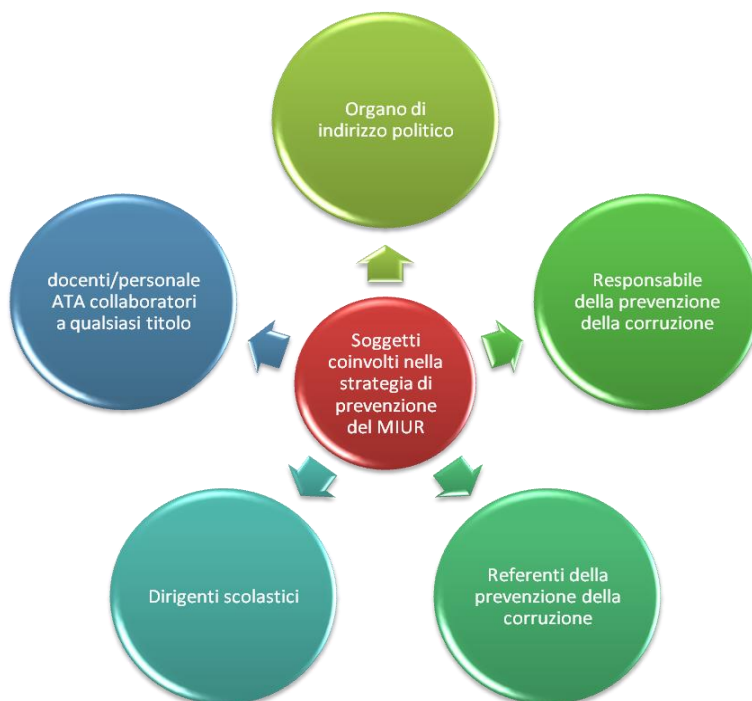 Organo di
indirizzo politico
docenti/personale
ATA collaboratori
a qualsiasi titolo
Responsabile
della prevenzione
della corruzione
Soggetti
coinvolti nella
strategia di
prevenzione
del MIUR
Dirigenti scolastici
Referenti della
prevenzione della
corruzione